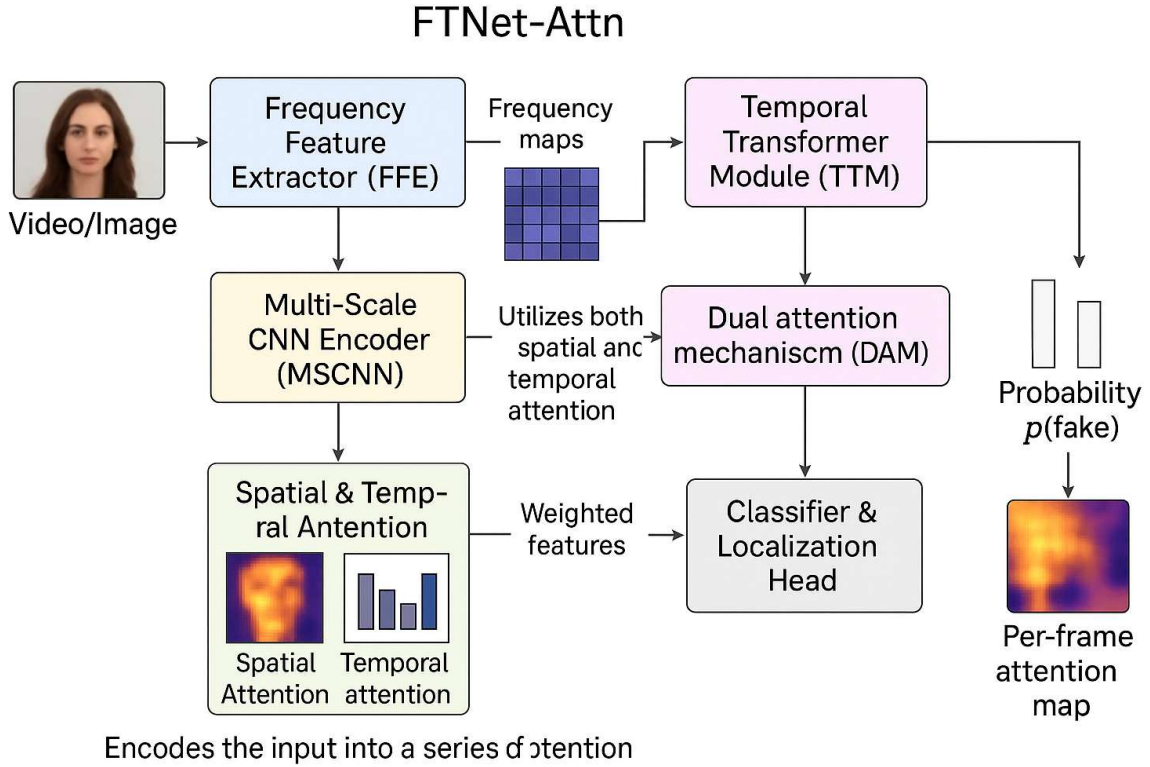 FTNet-Attn
Video/Image
Frequency
Feature
Extractor (FFE)
Frequency
maps
Temporal
Transformer
Module (TTM)
Multi-Scale
CNN Encoder
(MSCNN)
Utilizes both
spatial and
temporal
attention
Dual attention
mechaniscm (DAM)
Probability
p(fake)
Spatial & Temp-
ral Antention
Spatial
Attention
Temporal
attention
Weighted
features
Classifier &
Localization
Head
Per-frame
attention
map
Encodes the input into a series